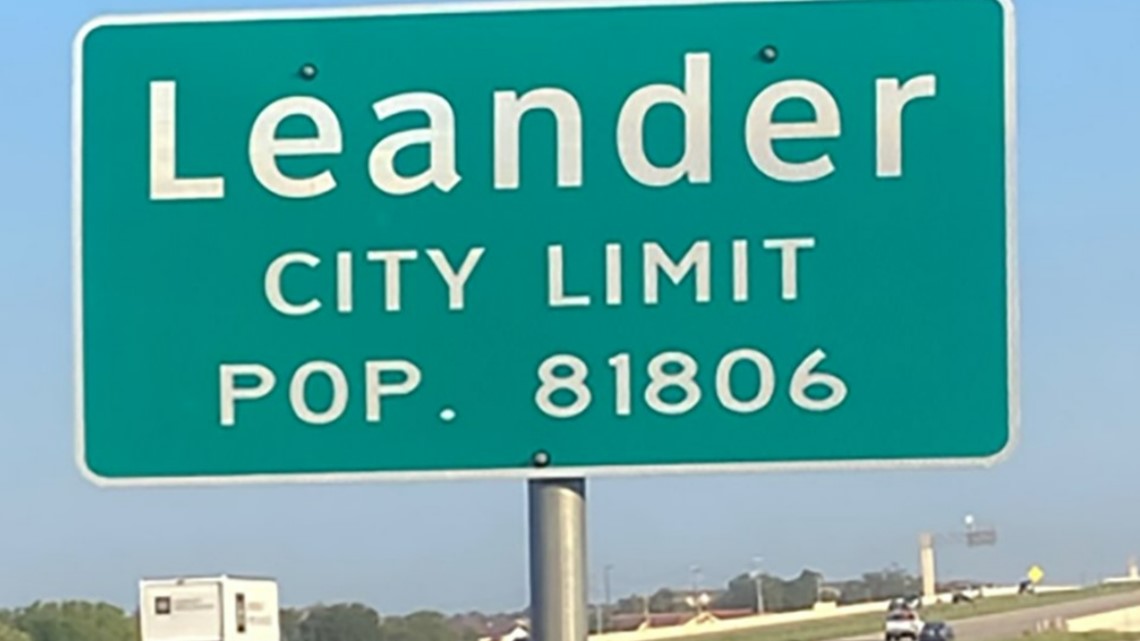 Leander
CITY LIMIT
POP. 81806